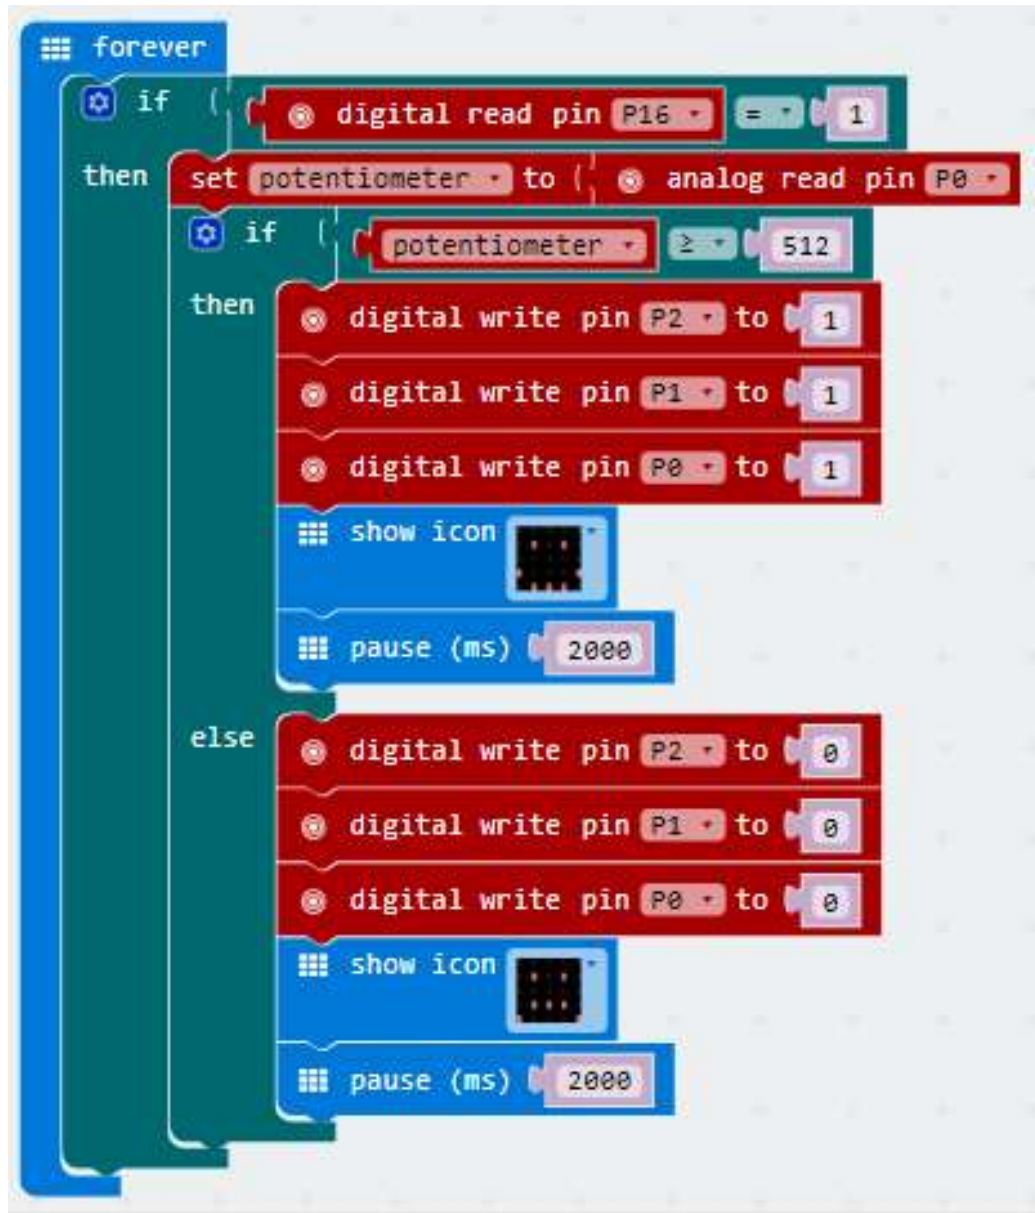 forever
if digital read pin P16 = 1
then set potentiometer to analog read pin P0
if potentiometer ≥ 512
then digital write pin P2 to 1
digital write pin P1 to 1
digital write pin P0 to 1
show icon
pause (ms) 2000
else digital write pin P2 to 0
digital write pin P1 to 0
digital write pin P0 to 0
show icon
pause (ms) 2000